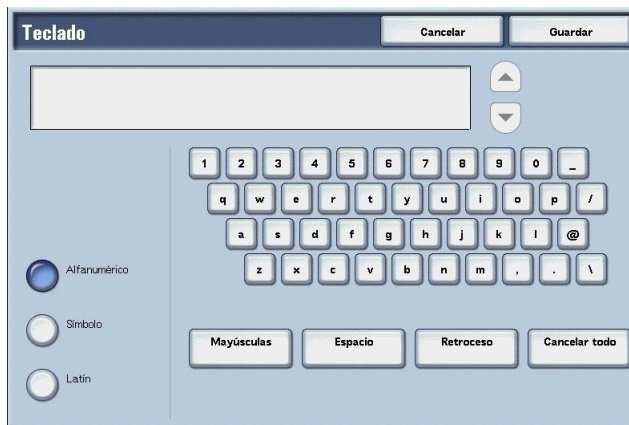 Teclado Cancelar Guardar
1 2 3 4 5 6 7 8 9 0 _
q w e r t y u i o p /
a s d f g h j k l @
z x c v b n m , . \
Alfanumérico
Símbolo
Latín
Mayúsculas Espacio Retroceso Cancelar todo